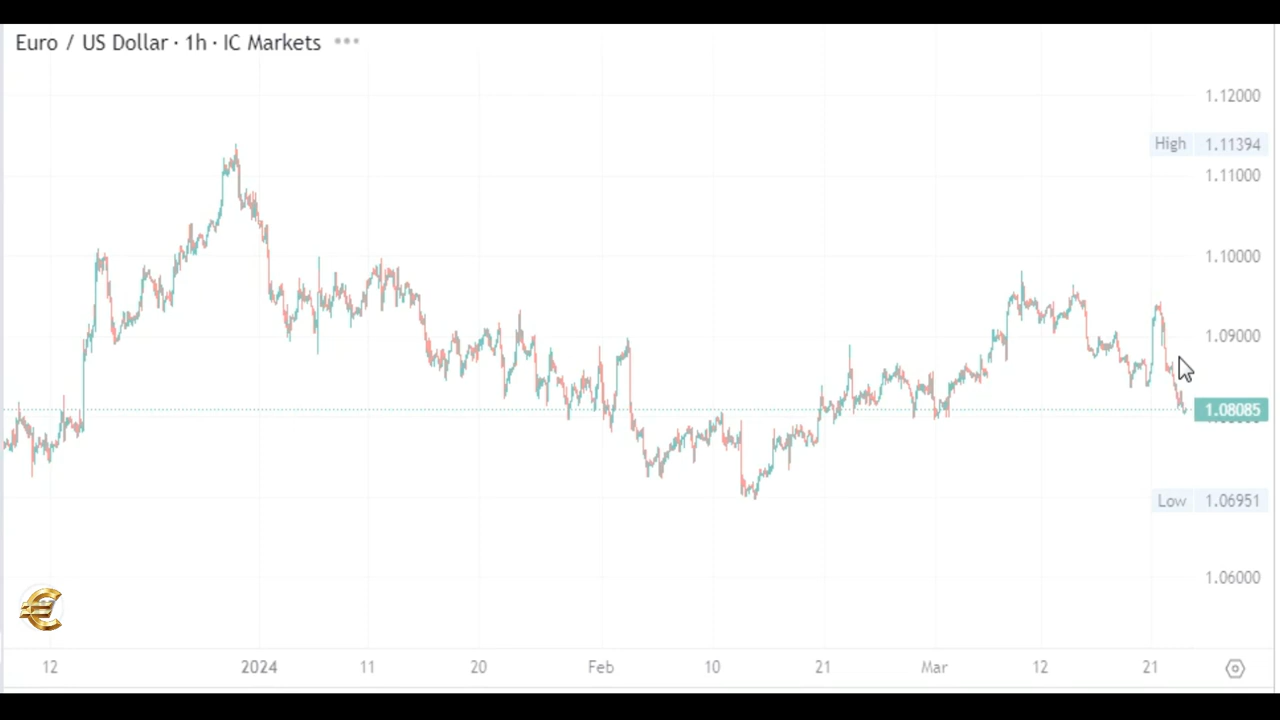 Euro / US Dollar · 1h · IC Markets
1.12000
High 1.11394
1.11000
1.10000
1.09000
1.08085
Low 1.06951
1.06000
12 2024 11 20 Feb 10 21 Mar 12 21